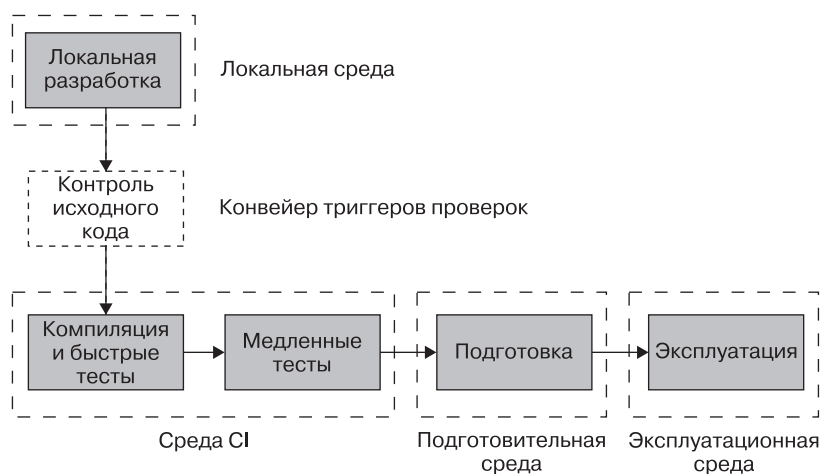 Локальная
разработка
Локальная среда
Контроль
исходного
кода
Конвейер триггеров проверок
Компиляция
и быстрые
тесты
Медленные
тесты
Подготовка
Эксплуатация
Среда CI
Подготовительная
среда
Эксплуатационная
среда